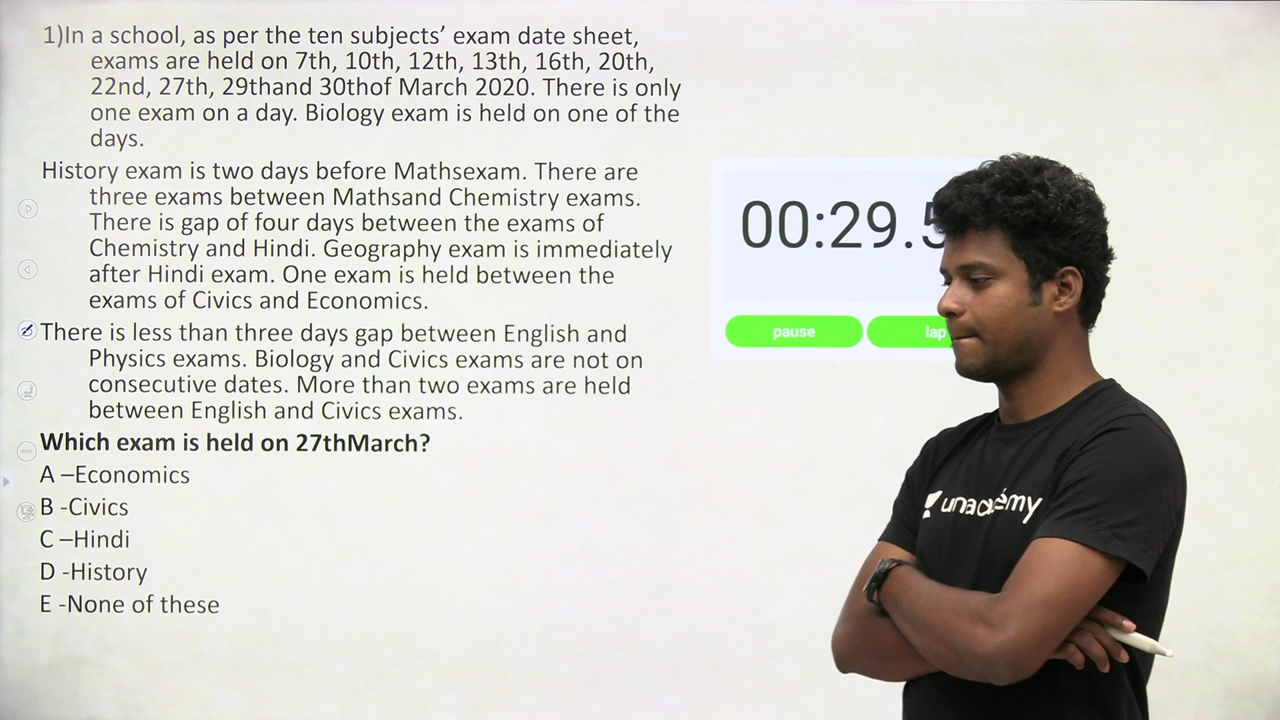 1)In a school, as per the ten subjects’ exam date sheet,
exams are held on 7th, 10th, 12th, 13th, 16th, 20th,
22nd, 27th, 29thand 30thof March 2020. There is only
one exam on a day. Biology exam is held on one of the
days.
History exam is two days before Mathsexam. There are
three exams between Mathsand Chemistry exams.
There is gap of four days between the exams of
Chemistry and Hindi. Geography exam is immediately
after Hindi exam. One exam is held between the
exams of Civics and Economics.
There is less than three days gap between English and
Physics exams. Biology and Civics exams are not on
consecutive dates. More than two exams are held
between English and Civics exams.
Which exam is held on 27thMarch?
A –Economics
B -Civics
C –Hindi
D -History
E -None of these
00:29.5
pause
lap
unacademy